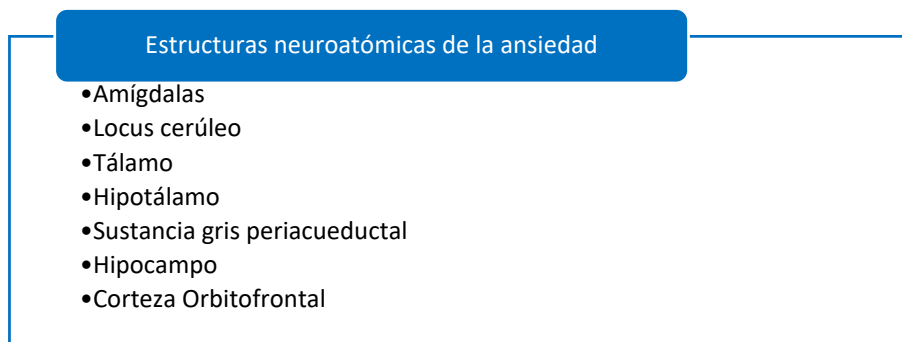 Estructuras neuroatómicas de la ansiedad
•Amígdalas
•Locus cerúleo
•Tálamo
•Hipotálamo
•Sustancia gris periacueductal
•Hipocampo
•Corteza Orbitofrontal